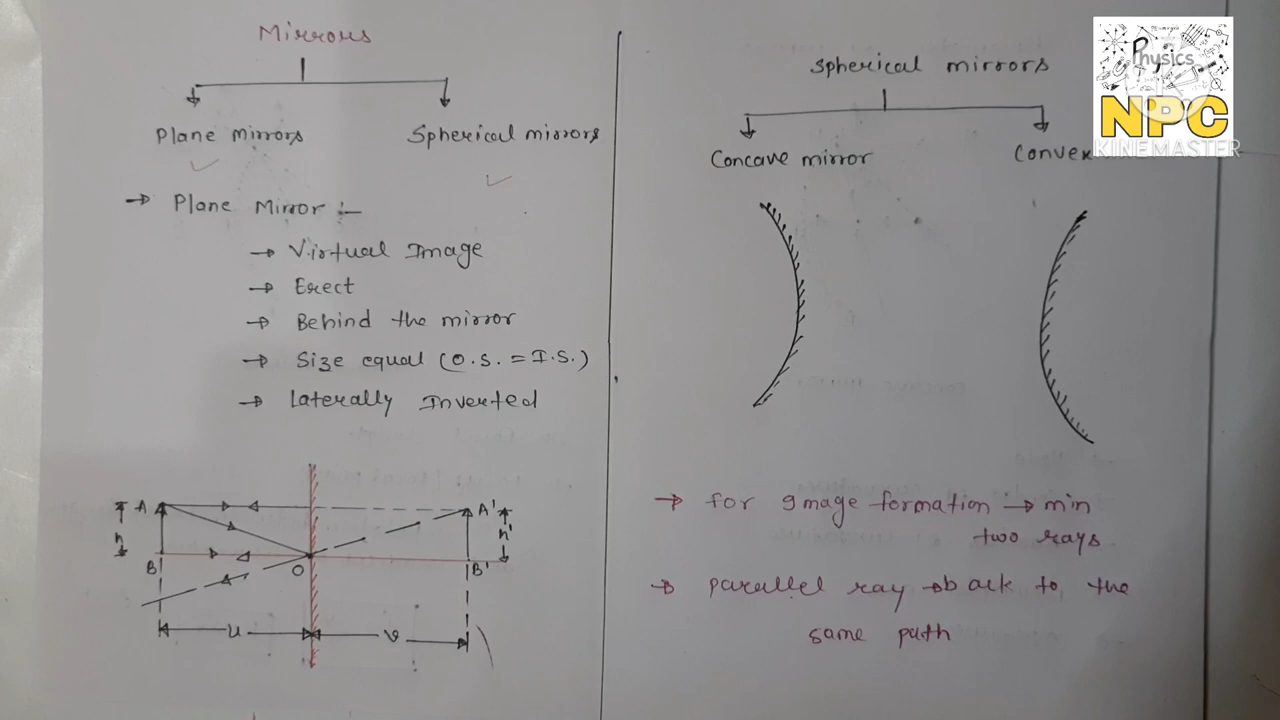 Mirrors
Plane mirrors
Spherical mirrors
→ Plane Mirror :-
→ Virtual Image
→ Erect
→ Behind the mirror
→ Size equal (O.S. = I.S.)
→ Laterally Inverted
A
A'
h
h'
B
O
B'
u
v
Spherical mirrors
Concave mirror
Convex
→ for Image formation → min
two rays
→ parallel ray → back to the
same path
Physics
NPC
KINEMASTER